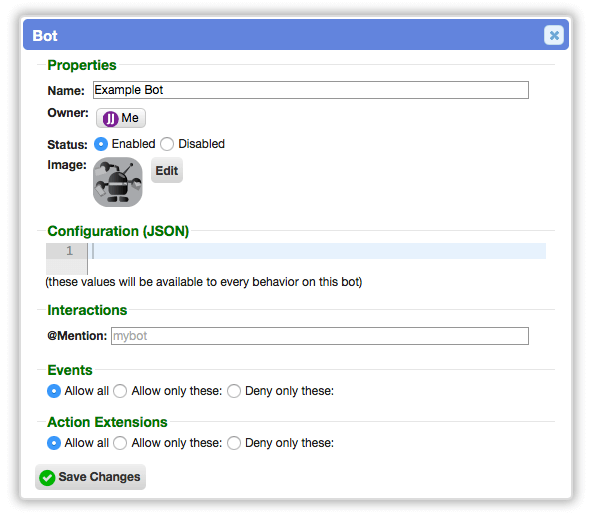 Bot
Properties
Name: Example Bot
Owner: JJ Me
Status: Enabled Disabled
Image: Edit
Configuration (JSON)
1
(these values will be available to every behavior on this bot)
Interactions
@Mention: mybot
Events
Allow all Allow only these: Deny only these:
Action Extensions
Allow all Allow only these: Deny only these:
Save Changes